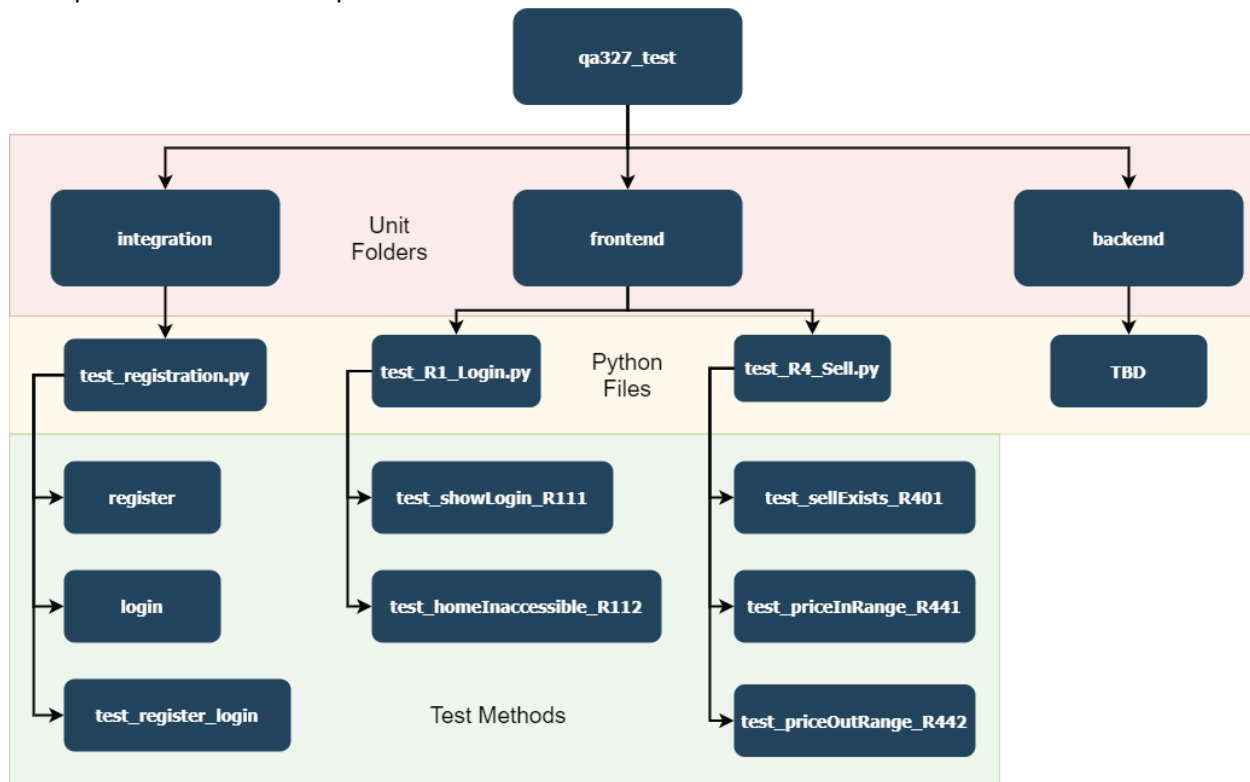 qa327_test
integration
Unit
Folders
frontend
backend
test_registration.py
test_R1_Login.py
Python
Files
test_R4_Sell.py
TBD
register
test_showLogin_R111
test_sellExists_R401
login
test_homeInaccessible_R112
test_priceInRange_R441
test_register_login
Test Methods
test_priceOutRange_R442